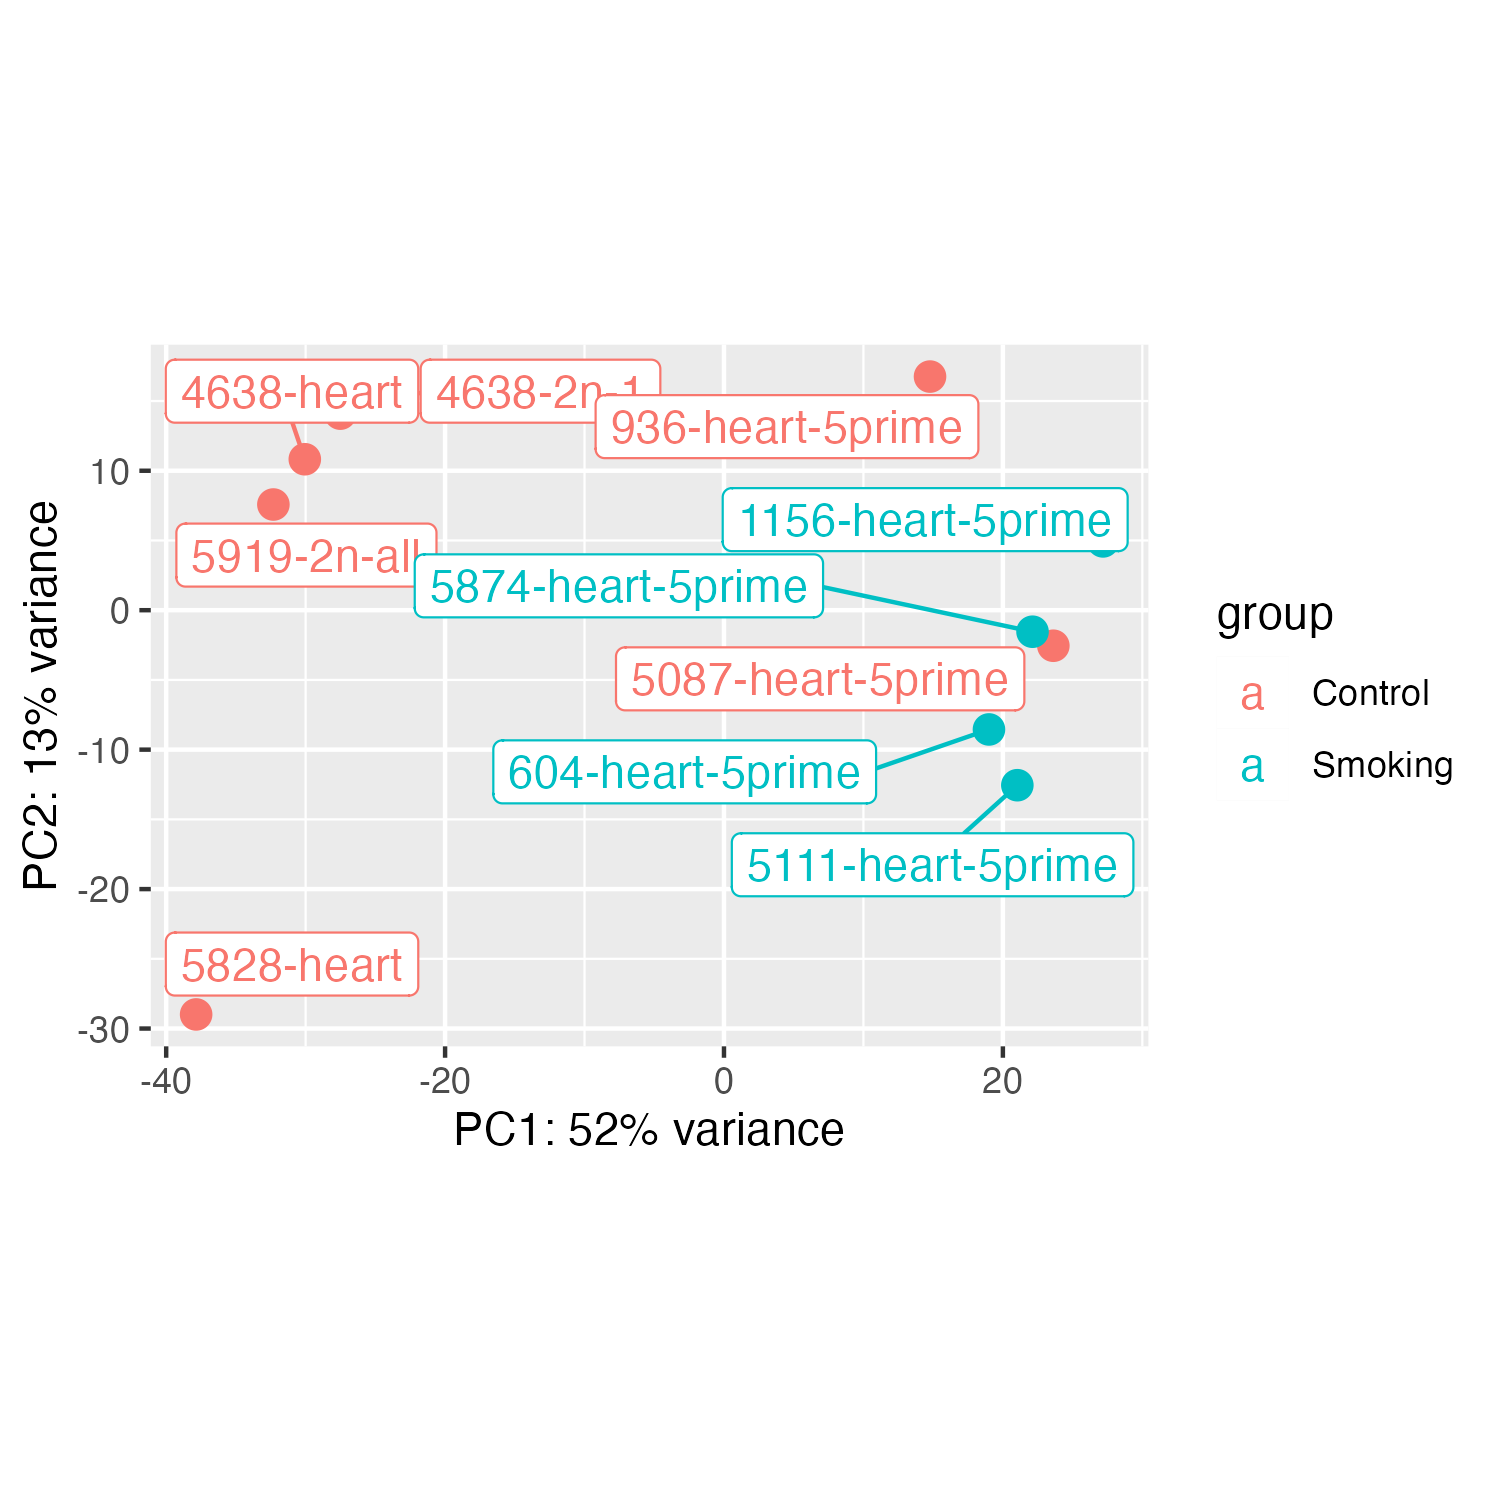 4638-heart
4638-2n-1
936-heart-5prime
1156-heart-5prime
5919-2n-all
5874-heart-5prime
5087-heart-5prime
604-heart-5prime
5111-heart-5prime
5828-heart
10
0
-10
-20
-30
-40
-20
0
20
PC1: 52% variance
PC2: 13% variance
group
a Control
a Smoking